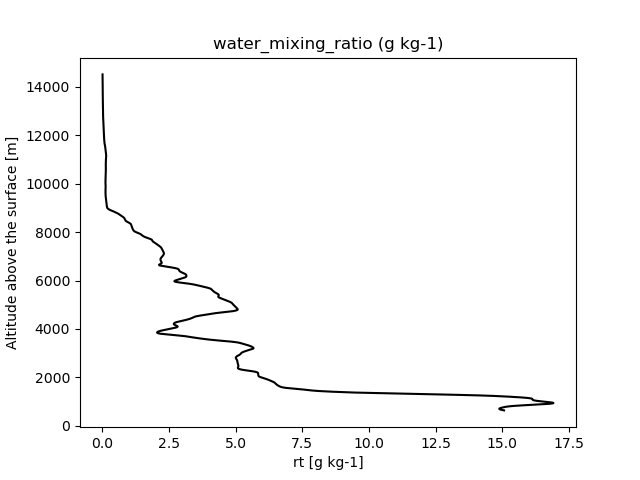 water_mixing_ratio (g kg-1)
14000
12000
10000
8000
6000
4000
2000
0
Altitude above the surface [m]
0.0 2.5 5.0 7.5 10.0 12.5 15.0 17.5
rt [g kg-1]